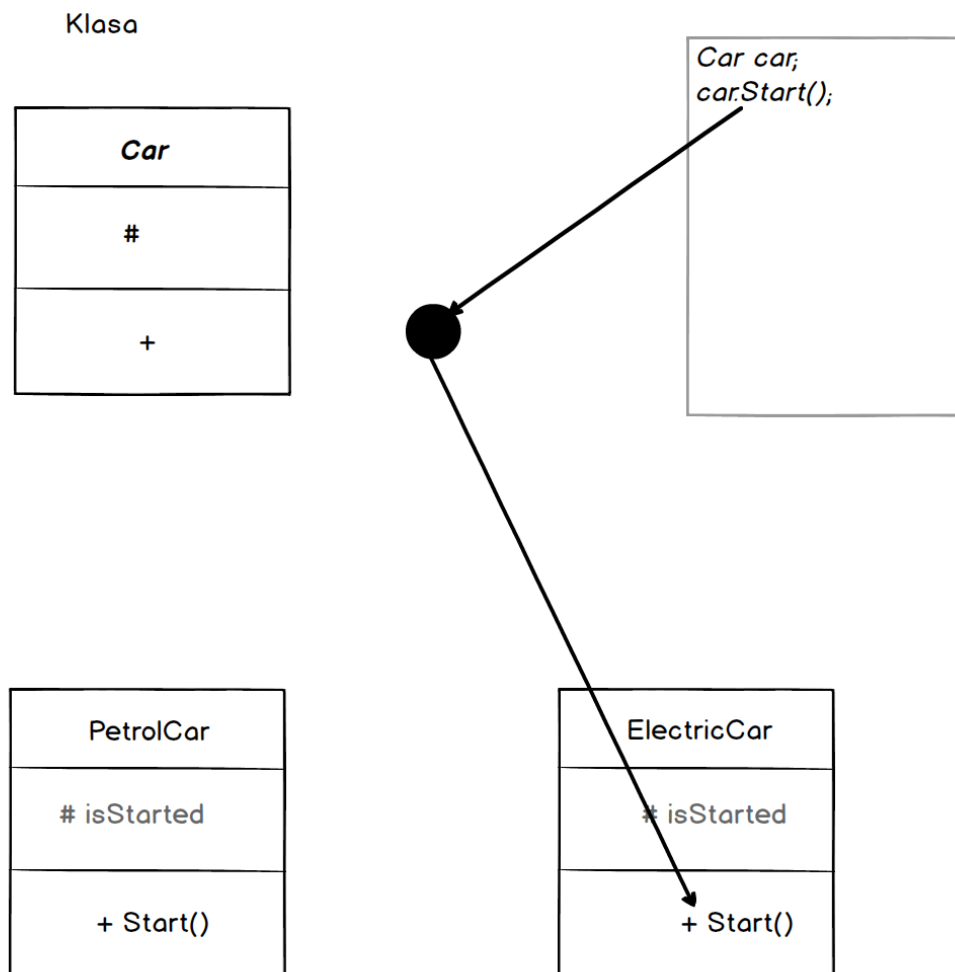 Klasa
Car car;
car.Start();
Car
#
+
PetrolCar
# isStarted
+ Start()
ElectricCar
# isStarted
+ Start()